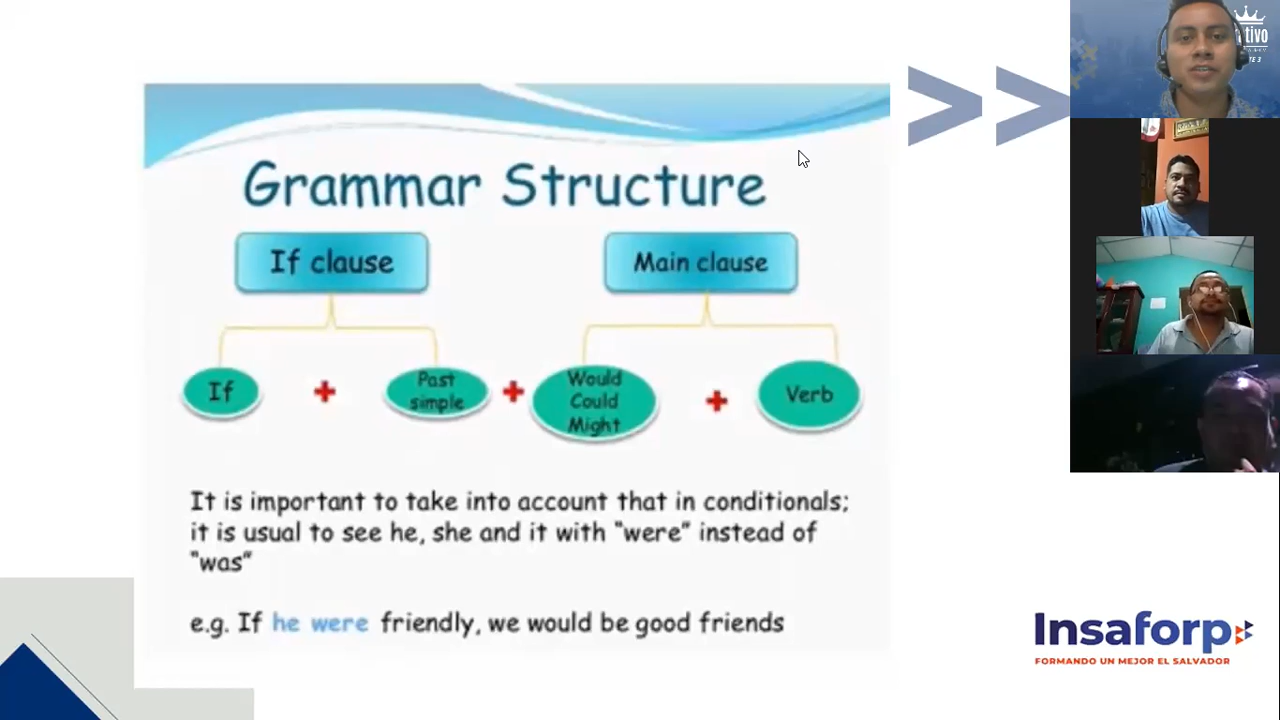 Grammar Structure
If clause
Main clause
If
Past
simple
Would
Could
Might
Verb
It is important to take into account that in conditionals;
it is usual to see he, she and it with "were" instead of
"was"
e.g. If he were friendly, we would be good friends
Insaforp
FORMANDO UN MEJOR EL SALVADOR